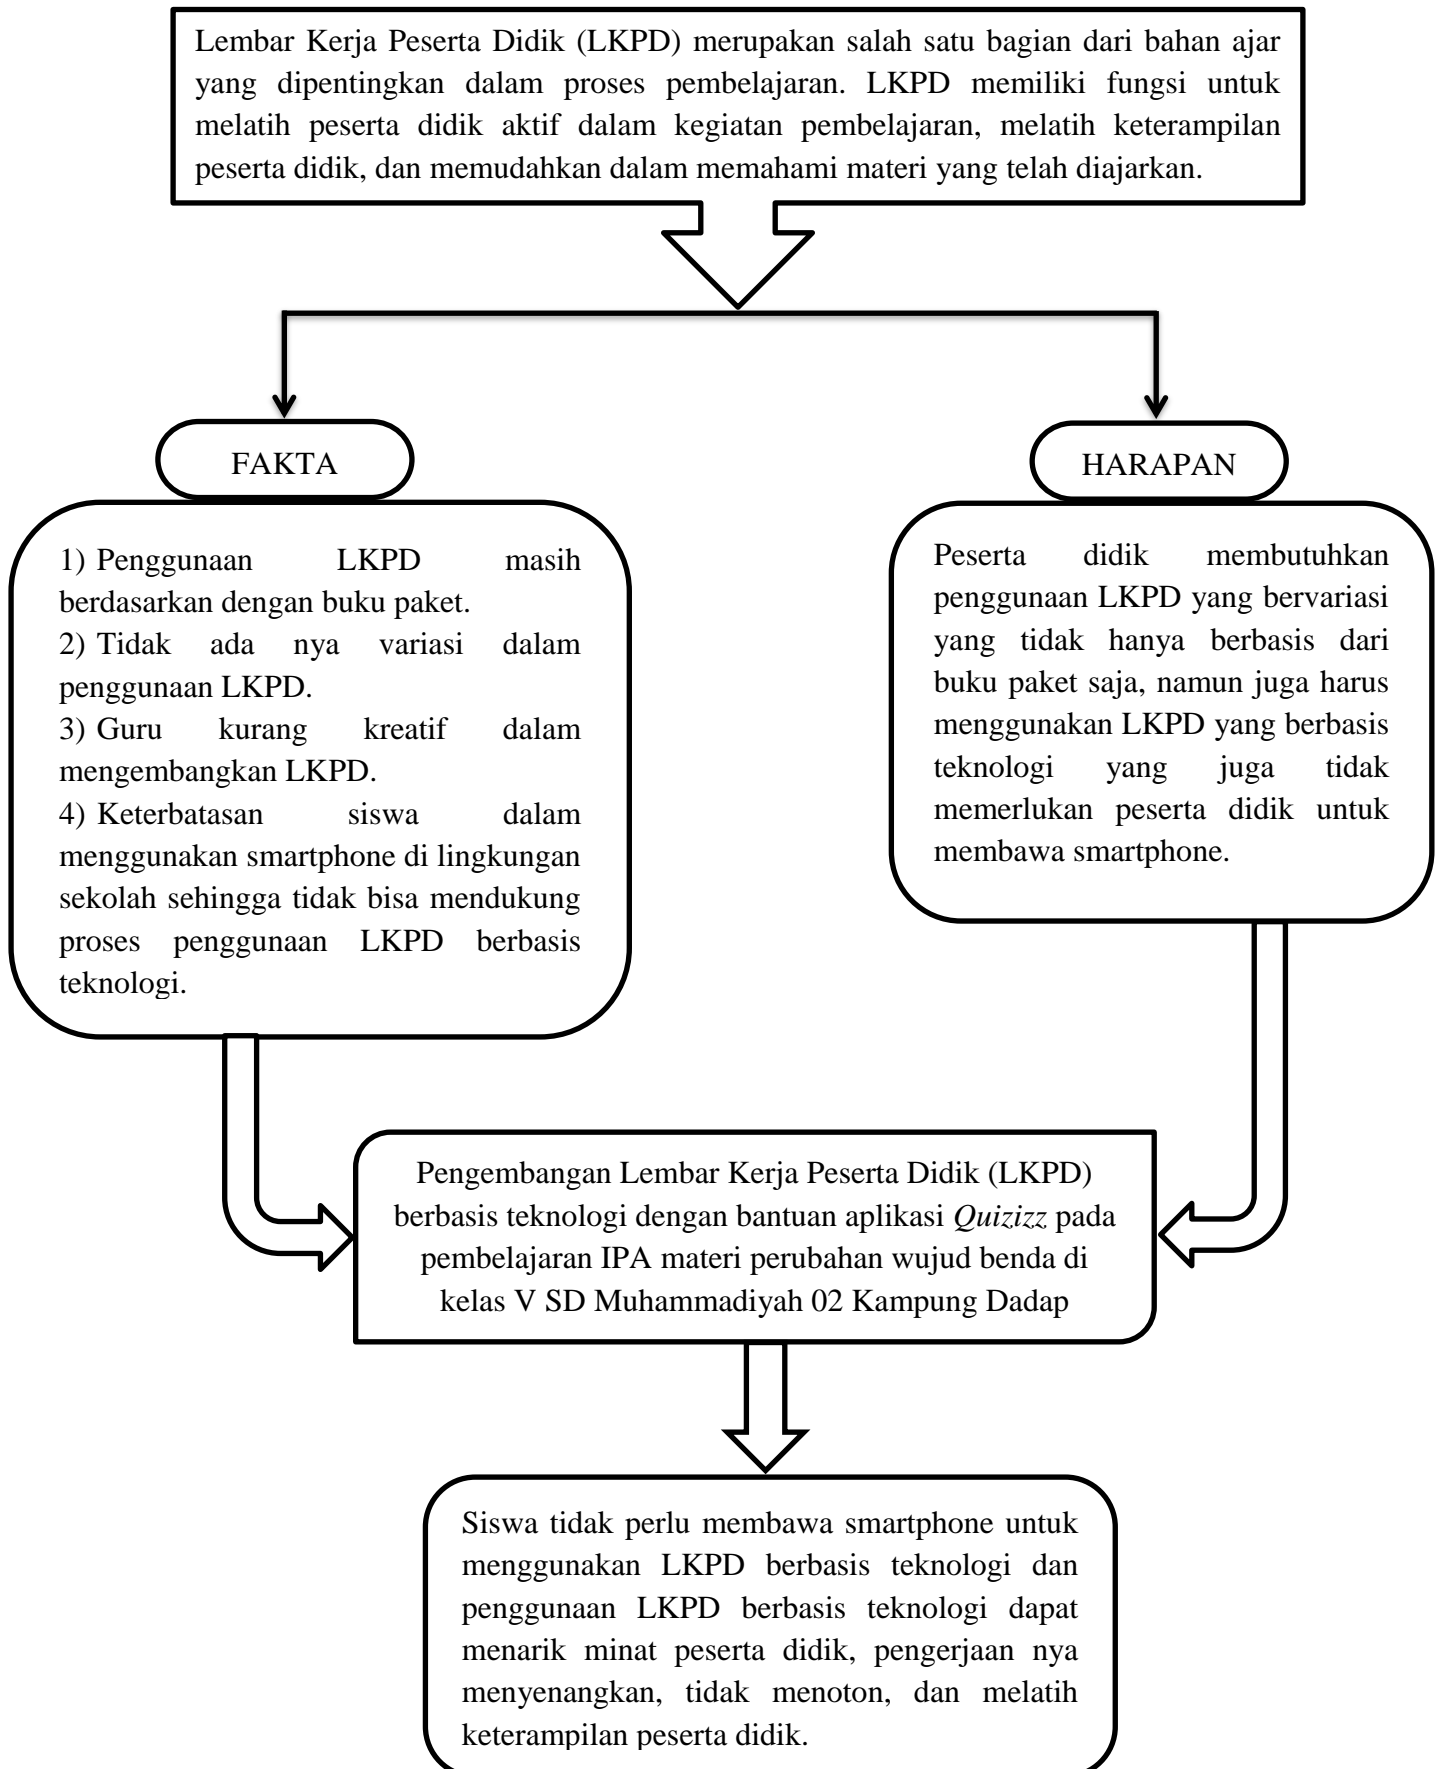 Lembar Kerja Peserta Didik (LKPD) merupakan salah satu bagian dari bahan ajar
yang dipentingkan dalam proses pembelajaran. LKPD memiliki fungsi untuk
melatih peserta didik aktif dalam kegiatan pembelajaran, melatih keterampilan
peserta didik, dan memudahkan dalam memahami materi yang telah diajarkan.
FAKTA
1) Penggunaan LKPD masih
berdasarkan dengan buku paket.
2) Tidak ada nya variasi dalam
penggunaan LKPD.
3) Guru kurang kreatif dalam
mengembangkan LKPD.
4) Keterbatasan siswa dalam
menggunakan smartphone di lingkungan
sekolah sehingga tidak bisa mendukung
proses penggunaan LKPD berbasis
teknologi.
HARAPAN
Peserta didik membutuhkan
penggunaan LKPD yang bervariasi
yang tidak hanya berbasis dari
buku paket saja, namun juga harus
menggunakan LKPD yang berbasis
teknologi yang juga tidak
memerlukan peserta didik untuk
membawa smartphone.
Pengembangan Lembar Kerja Peserta Didik (LKPD)
berbasis teknologi dengan bantuan aplikasi Quizizz pada
pembelajaran IPA materi perubahan wujud benda di
kelas V SD Muhammadiyah 02 Kampung Dadap
Siswa tidak perlu membawa smartphone untuk
menggunakan LKPD berbasis teknologi dan
penggunaan LKPD berbasis teknologi dapat
menarik minat peserta didik, pengerjaan nya
menyenangkan, tidak menoton, dan melatih
keterampilan peserta didik.